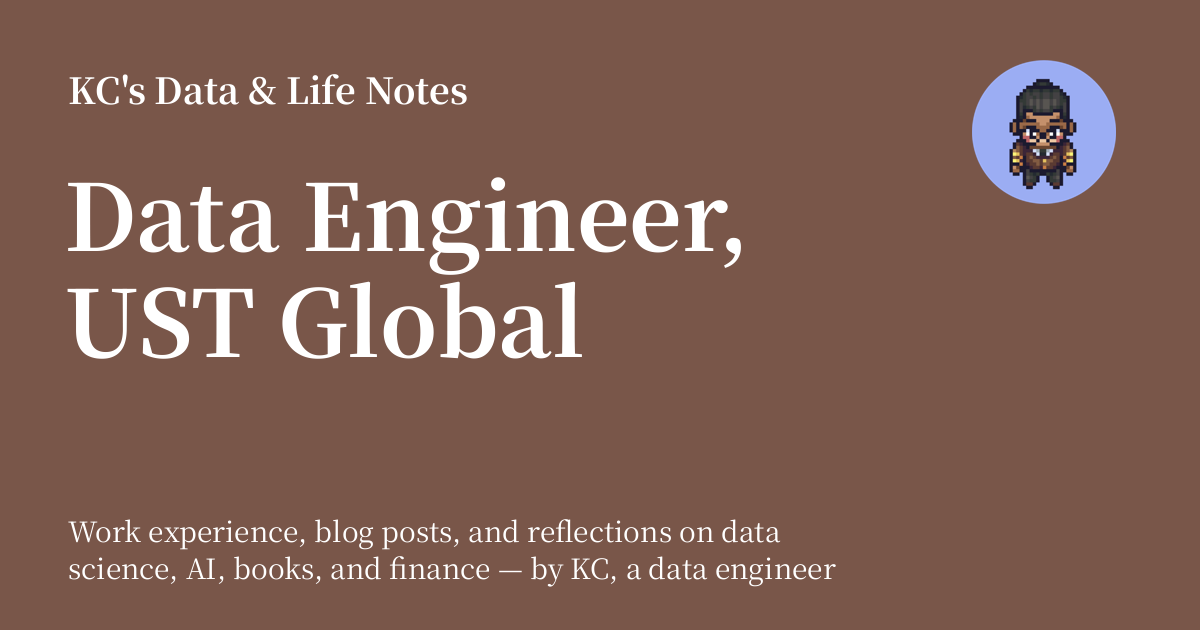 KC's Data & Life Notes
Data Engineer,
UST Global
Work experience, blog posts, and reflections on data
science, AI, books, and finance — by KC, a data engineer